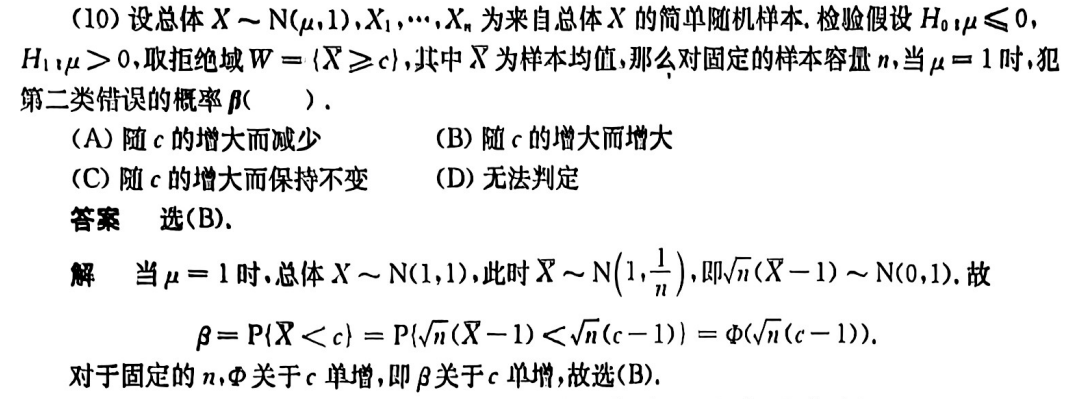 (10) 设总体 X ~ N(μ,1),X₁,⋯,Xₙ 为来自总体 X 的简单随机样本. 检验假设 H₀:μ⩽0,
H₁:μ>0,取拒绝域 W = {X̄⩾c},其中 X̄ 为样本均值,那么对固定的样本容量 n,当 μ = 1 时,犯
第二类错误的概率 β(    ).
(A) 随 c 的增大而减少    (B) 随 c 的增大而增大
(C) 随 c 的增大而保持不变    (D) 无法判定
答案 选(B).
解 当 μ = 1 时,总体 X ~ N(1,1),此时 X̄ ~ N(1, 1/n),即√n(X̄−1) ~ N(0,1). 故
β = P{X̄ < c} = P{√n(X̄−1) < √n(c−1)} = Φ(√n(c−1)).
对于固定的 n,Φ 关于 c 单增,即 β 关于 c 单增,故选(B).